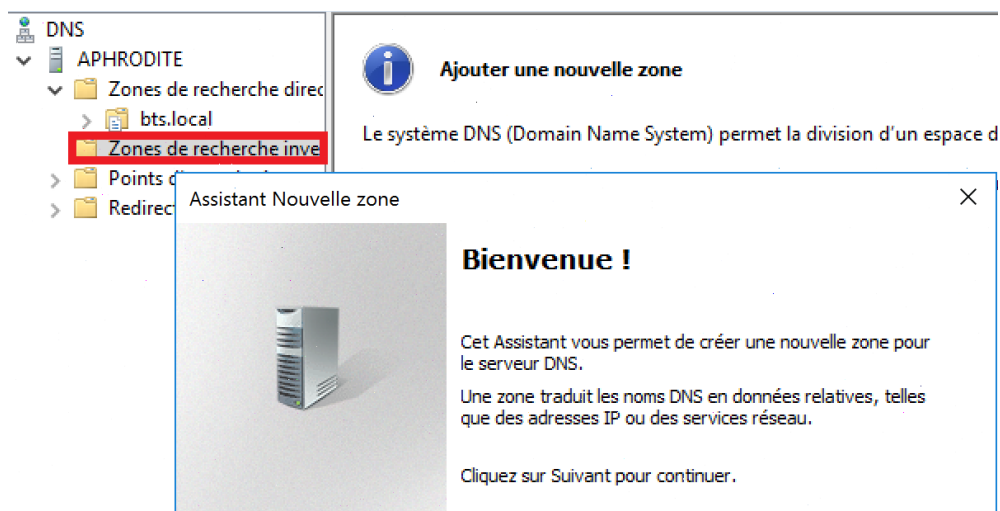 DNS
APHRODITE
Zones de recherche direc
bts.local
Zones de recherche inve
Points
Redirec
Ajouter une nouvelle zone
Le système DNS (Domain Name System) permet la division d'un espace d
Assistant Nouvelle zone
Bienvenue !
Cet Assistant vous permet de créer une nouvelle zone pour
le serveur DNS.
Une zone traduit les noms DNS en données relatives, telles
que des adresses IP ou des services réseau.
Cliquez sur Suivant pour continuer.